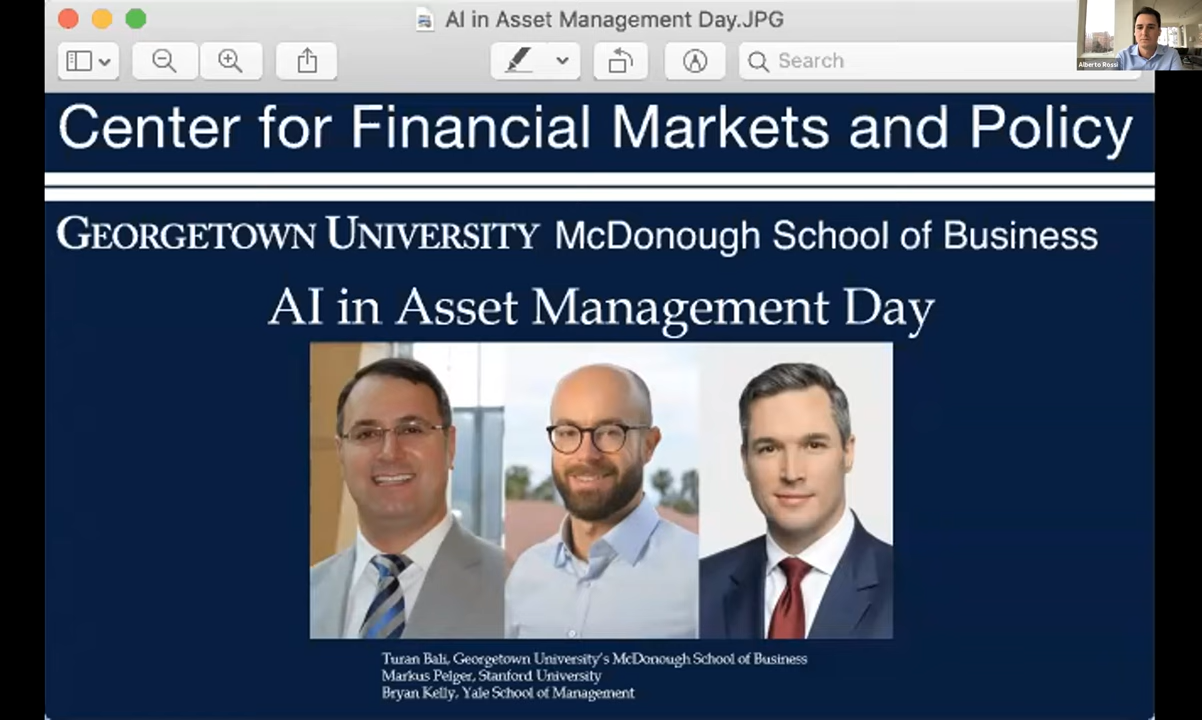 AI in Asset Management Day.JPG
Search
Alberto Rossi
Center for Financial Markets and Policy
GEORGETOWN UNIVERSITY McDonough School of Business
AI in Asset Management Day
Turan Bali, Georgetown University's McDonough School of Business
Markus Pelger, Stanford University
Bryan Kelly, Yale School of Management